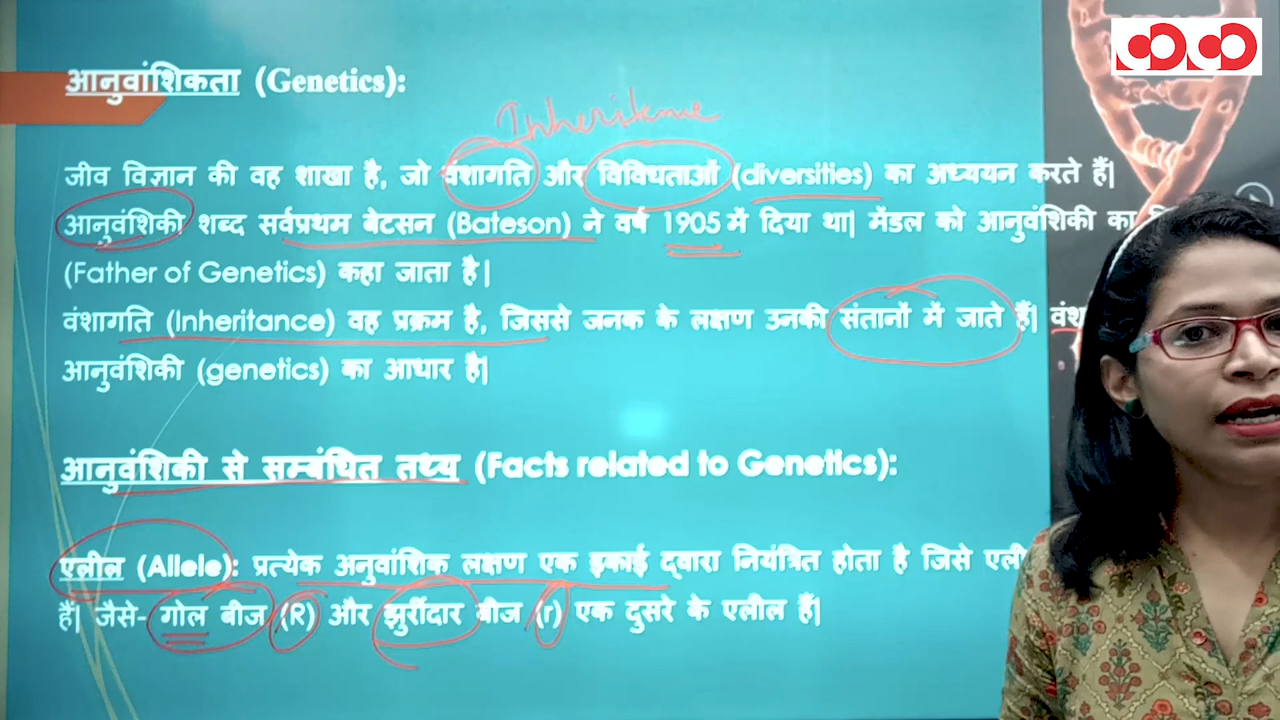 आनुवांशिकता (Genetics):
Inheritance
जीव विज्ञान की वह शाखा है, जो वंशागति और विविधताओं (diversities) का अध्ययन करते हैं|
आनुवंशिकी शब्द सर्वप्रथम बेटसन (Bateson) ने वर्ष 1905 में दिया था| मेंडल को आनुवंशिकी का
(Father of Genetics) कहा जाता है|
वंशागति (Inheritance) वह प्रक्रम है, जिससे जनक के लक्षण उनकी संतानों में जाते हैं|
आनुवंशिकी (genetics) का आधार है|
आनुवंशिकी से सम्बंधित तथ्य (Facts related to Genetics):
एलील (Allele): प्रत्येक अनुवांशिक लक्षण एक इकाई द्वारा नियंत्रित होता है जिसे
हैं| जैसे- गोल बीज (R) और झुर्रीदार बीज (r) एक दुसरे के एलील हैं|